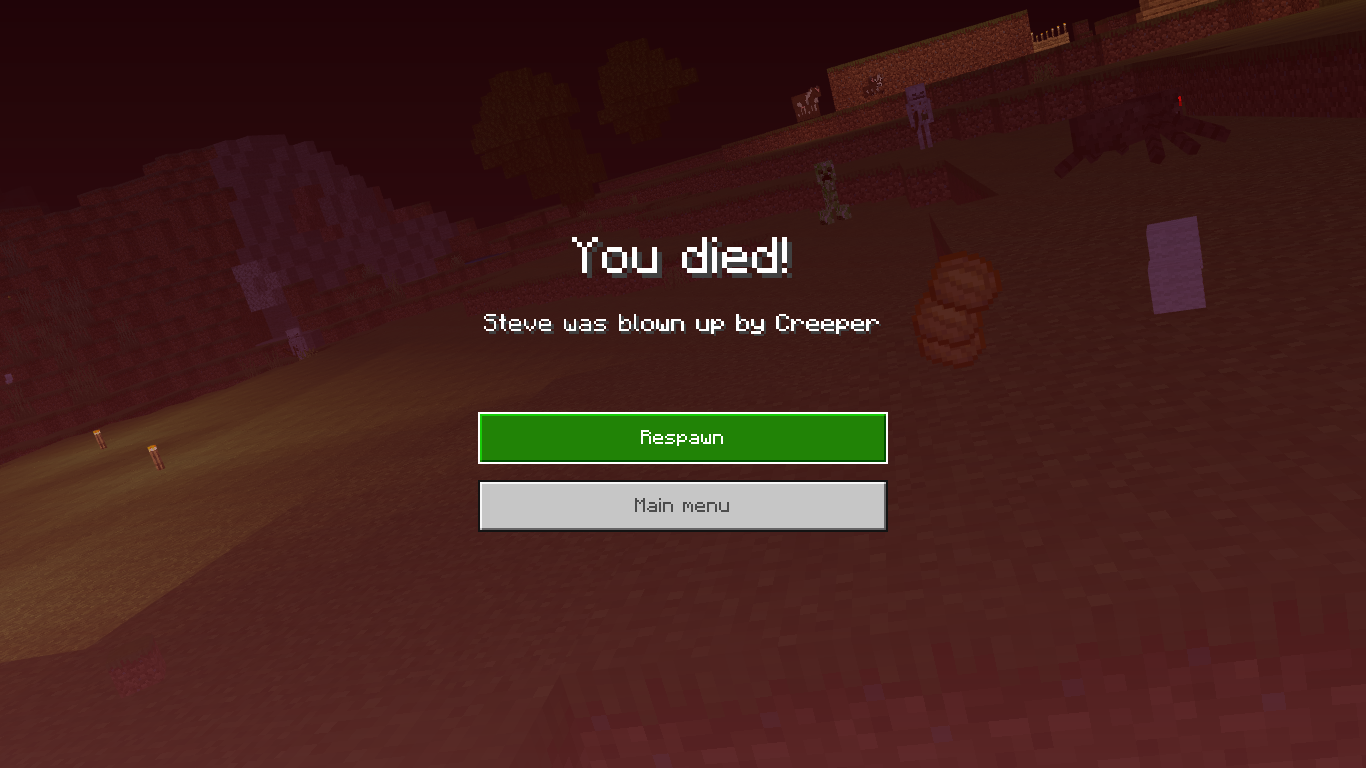 You died!
Steve was blown up by Creeper
Respawn
Main menu